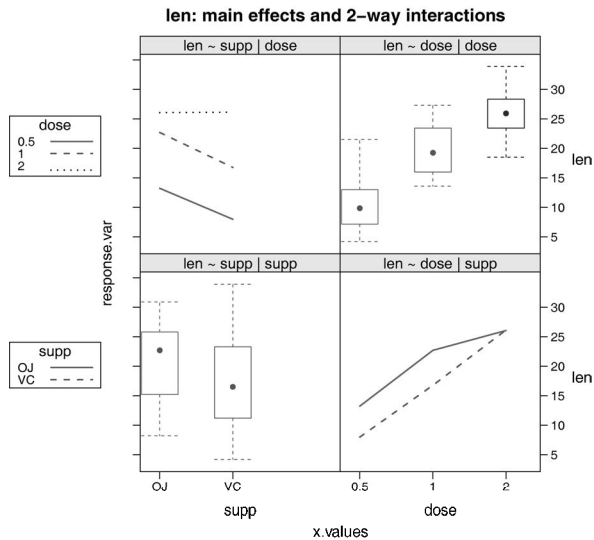 len: main effects and 2−way interactions
len ~ supp | dose
len ~ dose | dose
dose
0.5
1
2
30
25
20
15
10
5
len
response.var
len ~ supp | supp
len ~ dose | supp
supp
OJ
VC
30
25
20
15
10
5
len
OJ VC
0.5 1 2
supp
dose
x.values